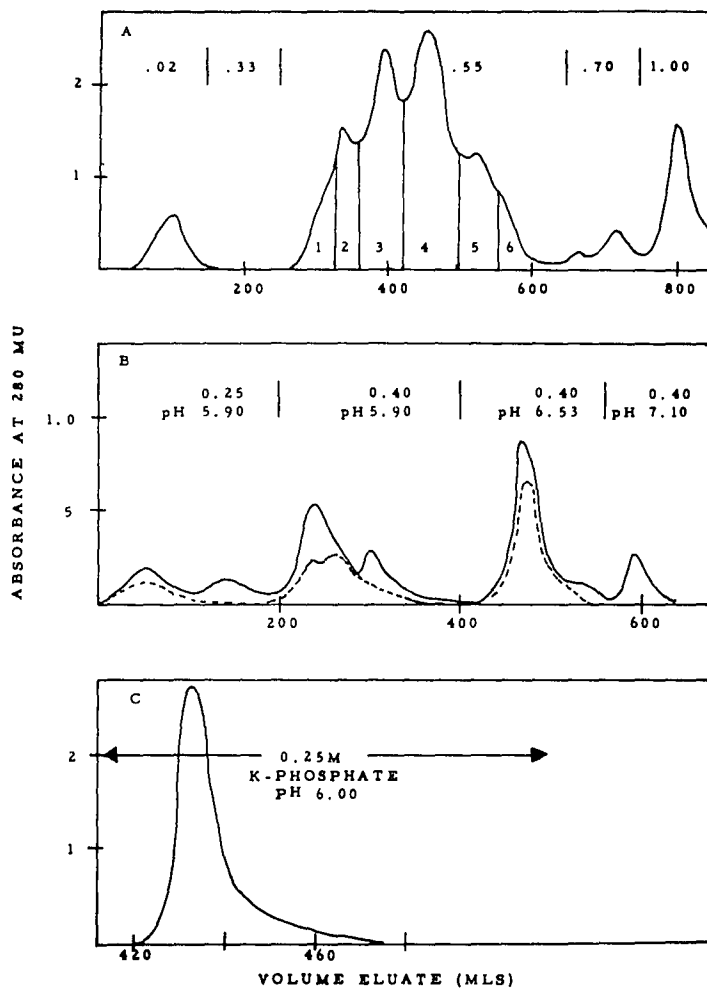 A
.02 .33 .55 .70 1.00
2
1
1 2 3 4 5 6
200 400 600 800
ABSORBANCE AT 280 MU
B
0.25 0.40 0.40 0.40
pH 5.90 pH5.90 pH 6.53 pH 7.10
1.0
5
200 400 600
C
2
0.25M
K-PHOSPHATE
pH 6.00
1
420 460
VOLUME ELUATE (MLS)